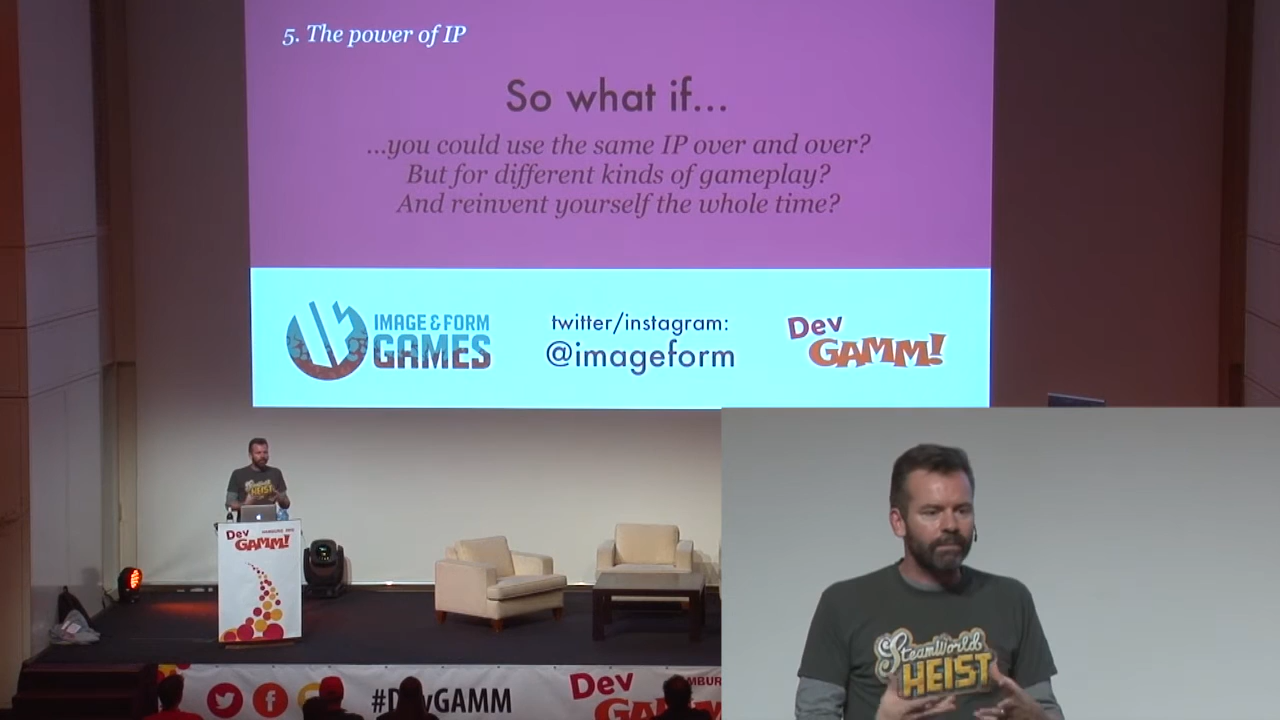 5. The power of IP
So what if...
...you could use the same IP over and over?
But for different kinds of gameplay?
And reinvent yourself the whole time?
IMAGE & FORM
GAMES
twitter/instagram:
@imageform
Dev
GAMM!
SteamWorld
HEIST
Dev
GAMM!
SteamWorld
HEIST
#DevGAMM
Dev